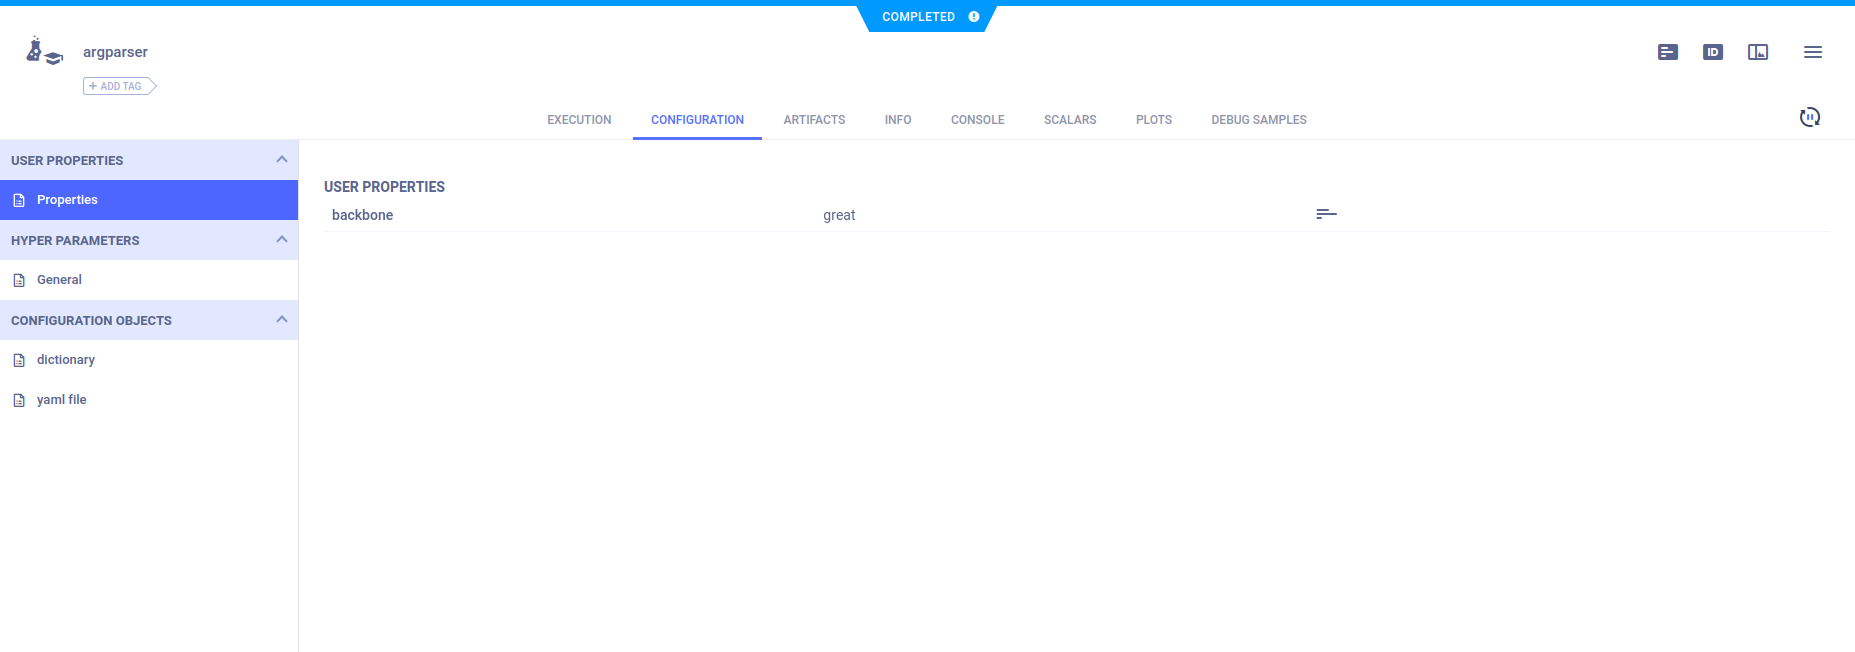 COMPLETED
argparser
+ ADD TAG
ID
EXECUTION CONFIGURATION ARTIFACTS INFO CONSOLE SCALARS PLOTS DEBUG SAMPLES
USER PROPERTIES
Properties
HYPER PARAMETERS
General
CONFIGURATION OBJECTS
dictionary
yaml file
USER PROPERTIES
backbone great